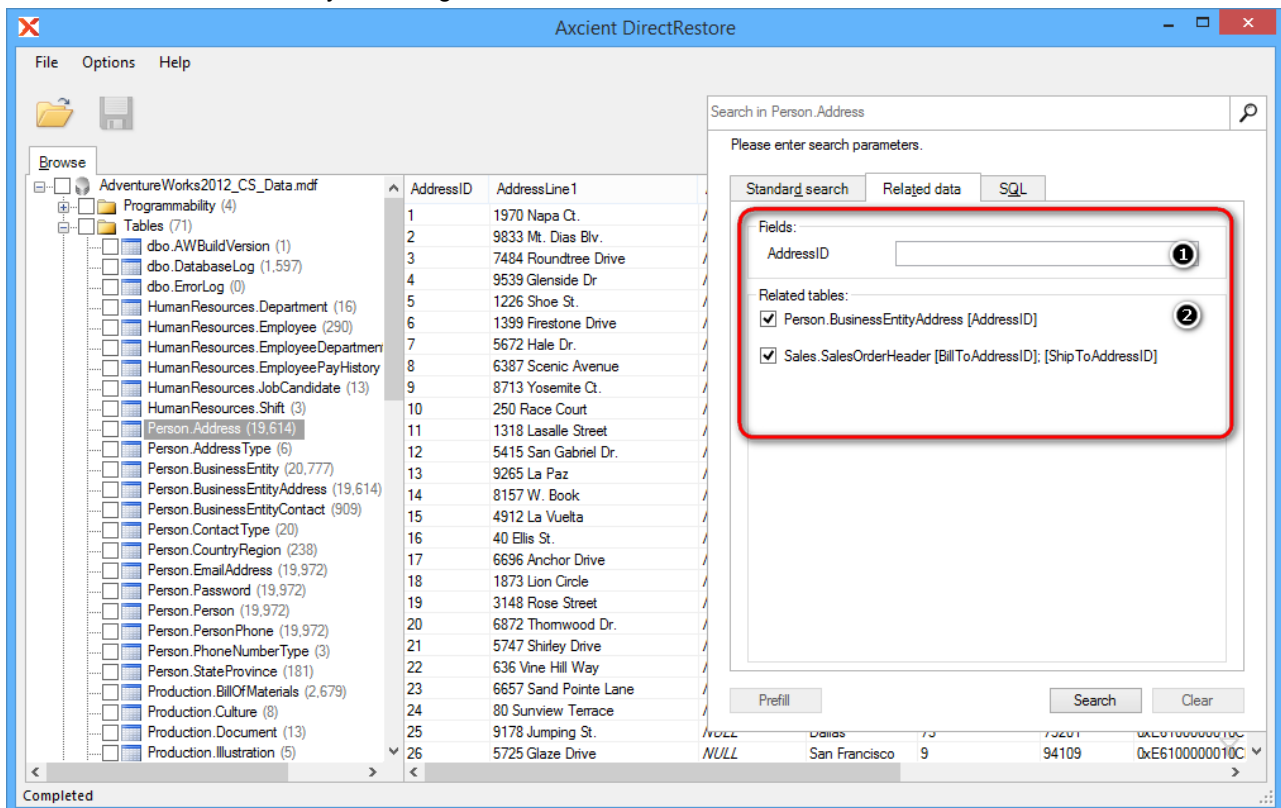 Axcient DirectRestore
File Options Help
Search in Person.Address
Please enter search parameters.
Browse
Standard search Related data SQL
Fields:
AddressID
1
Related tables:
2
Person.BusinessEntityAddress [AddressID]
Sales.SalesOrderHeader [BillToAddressID]; [ShipToAddressID]
Prefill Search Clear
AdventureWorks2012_CS_Data.mdf
Programmability (4)
Tables (71)
dbo.AWBuildVersion (1)
dbo.DatabaseLog (1,597)
dbo.ErrorLog (0)
HumanResources.Department (16)
HumanResources.Employee (290)
HumanResources.EmployeeDepartmen
HumanResources.EmployeePayHistory
HumanResources.JobCandidate (13)
HumanResources.Shift (3)
Person.Address (19,614)
Person.AddressType (6)
Person.BusinessEntity (20,777)
Person.BusinessEntityAddress (19,614)
Person.BusinessEntityContact (909)
Person.ContactType (20)
Person.CountryRegion (238)
Person.EmailAddress (19,972)
Person.Password (19,972)
Person.Person (19,972)
Person.PersonPhone (19,972)
Person.PhoneNumberType (3)
Person.StateProvince (181)
Production.BillOfMaterials (2,679)
Production.Culture (8)
Production.Document (13)
Production.Illustration (5)
AddressID AddressLine1
1 1970 Napa Ct.
2 9833 Mt. Dias Blv.
3 7484 Roundtree Drive
4 9539 Glenside Dr
5 1226 Shoe St.
6 1399 Firestone Drive
7 5672 Hale Dr.
8 6387 Scenic Avenue
9 8713 Yosemite Ct.
10 250 Race Court
11 1318 Lasalle Street
12 5415 San Gabriel Dr.
13 9265 La Paz
14 8157 W. Book
15 4912 La Vuelta
16 40 Ellis St.
17 6696 Anchor Drive
18 1873 Lion Circle
19 3148 Rose Street
20 6872 Thornwood Dr.
21 5747 Shirley Drive
22 636 Vine Hill Way
23 6657 Sand Pointe Lane
24 80 Sunview Terrace
25 9178 Jumping St. NULL Dallas 75201
26 5725 Glaze Drive NULL San Francisco 9 94109 0xE6100000010C
Completed